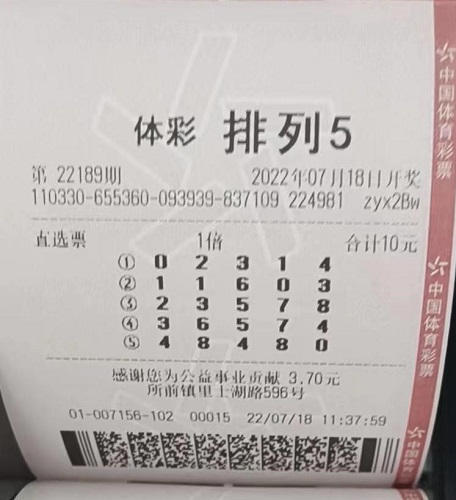 体彩 排列5
第 22189期 2022年07月18日开奖
110330-655360-093939-837109 224981 zyx2Bw
直选票 1倍 合计10元
① 0 2 3 1 4
② 1 1 6 0 3
③ 2 3 5 7 8
④ 3 6 5 7 4
⑤ 4 8 4 8 0
感谢您为公益事业贡献 3.70元
所前镇里士湖路596号
01-007156-102 00015 22/07/18 11:37:59
中国体育彩票
中国体育彩票
中国体育